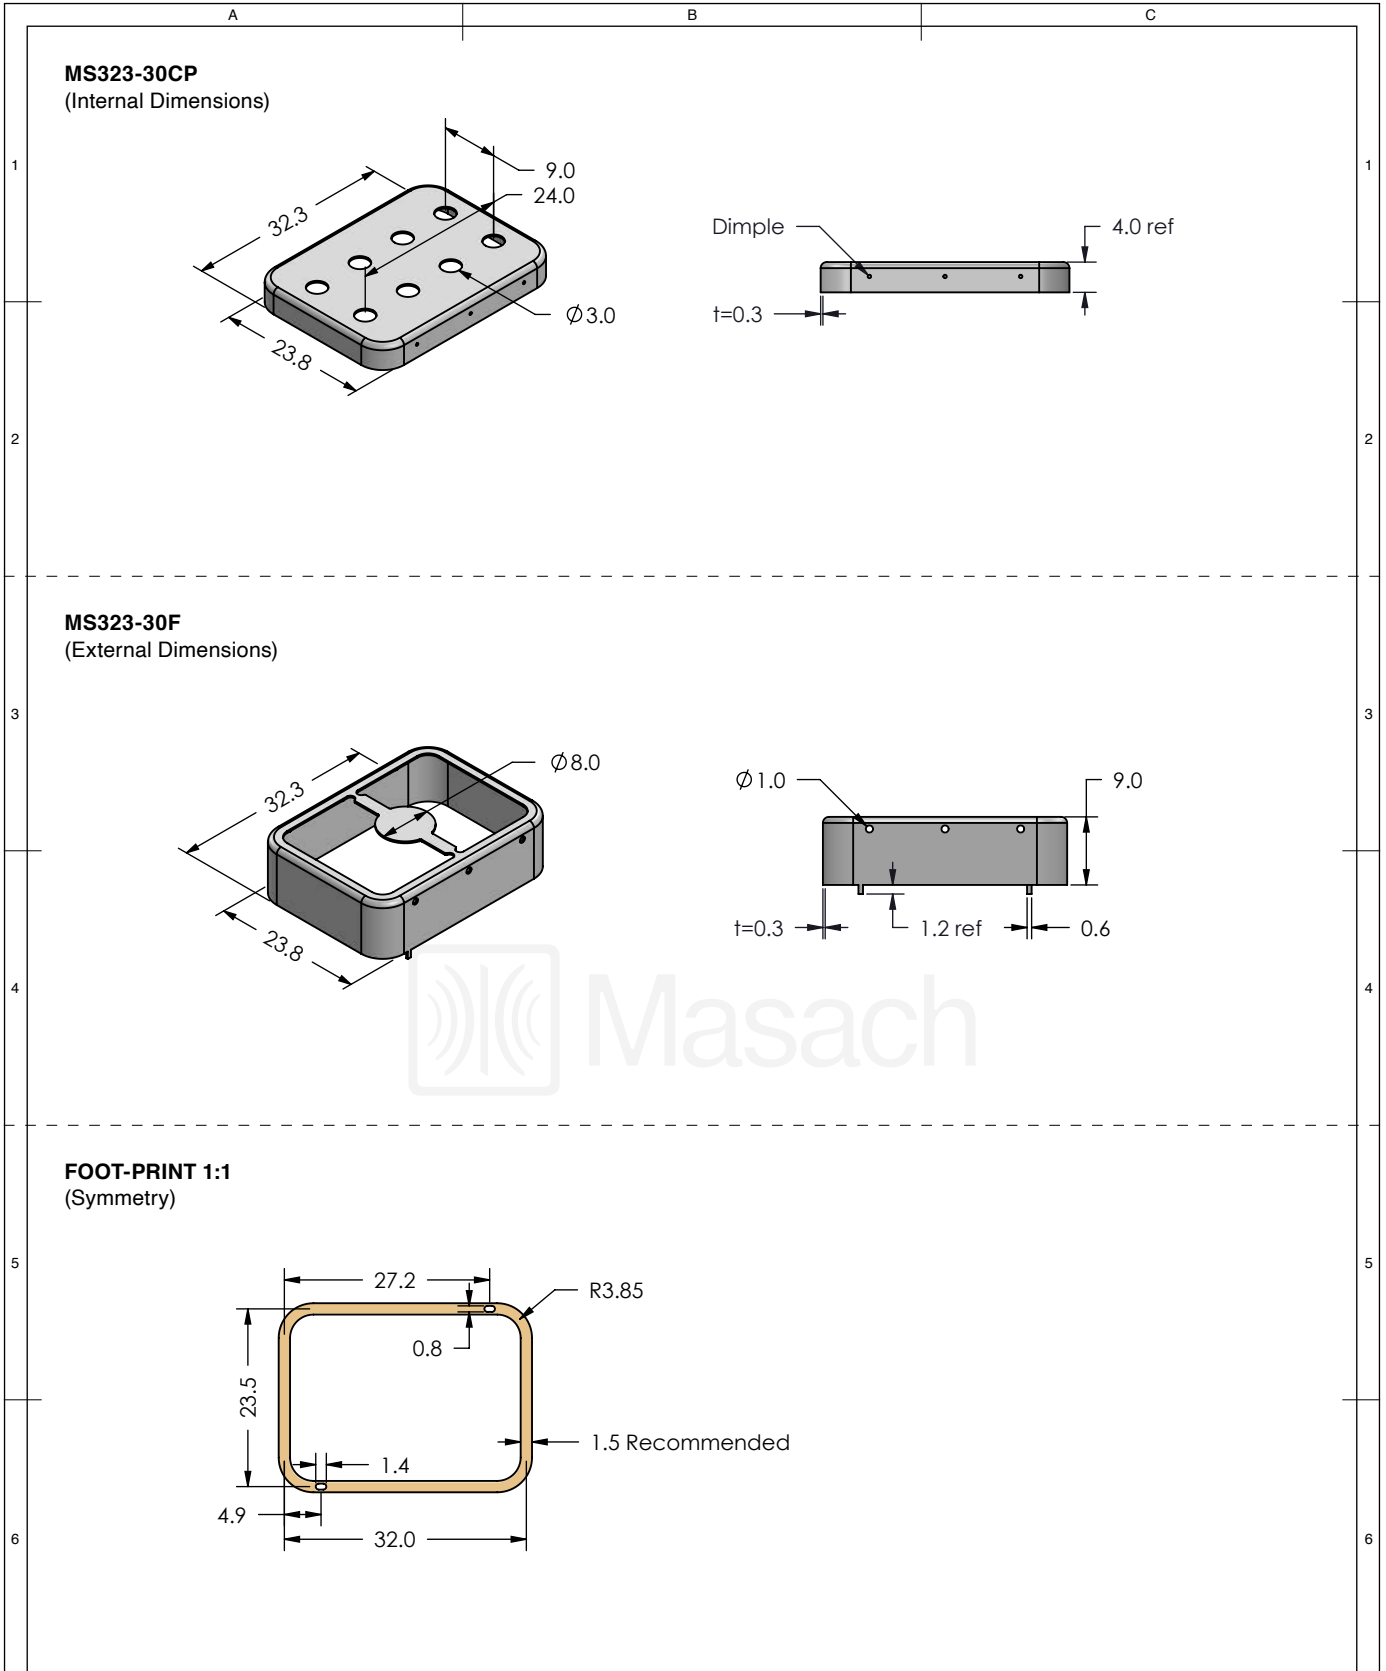 A B C
MS323-30CP
(Internal Dimensions)
1 1
9.0
24.0
32.3
Dimple
4.0 ref
Ø3.0
t=0.3
23.8
2 2
MS323-30F
(External Dimensions)
3 3
Ø8.0
Ø1.0
9.0
32.3
t=0.3
1.2 ref
0.6
23.8
4 4
Masach
FOOT-PRINT 1:1
(Symmetry)
5 5
27.2
R3.85
0.8
23.5
1.5 Recommended
1.4
4.9
32.0
6 6